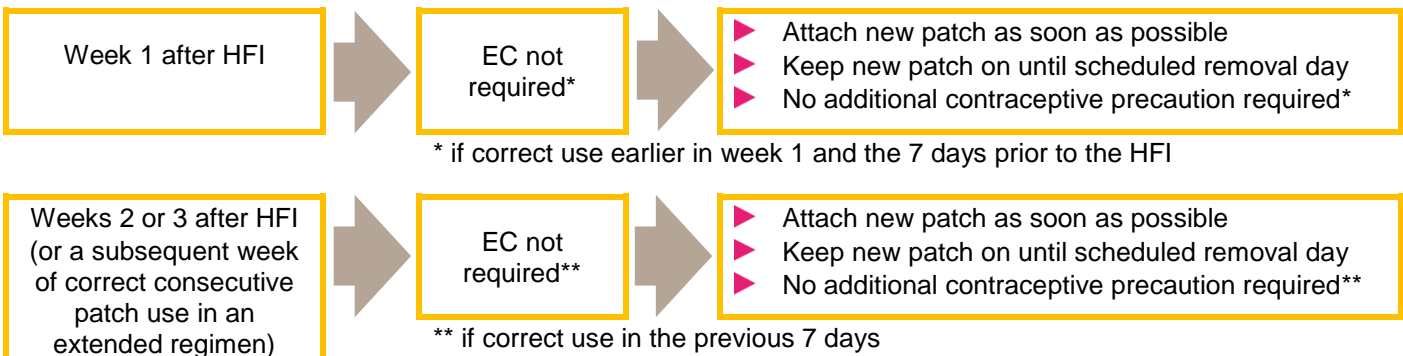 Week 1 after HFI
EC not
required*
Attach new patch as soon as possible
Keep new patch on until scheduled removal day
No additional contraceptive precaution required*
* if correct use earlier in week 1 and the 7 days prior to the HFI
Weeks 2 or 3 after HFI
(or a subsequent week
of correct consecutive
patch use in an
extended regimen)
EC not
required**
Attach new patch as soon as possible
Keep new patch on until scheduled removal day
No additional contraceptive precaution required**
** if correct use in the previous 7 days